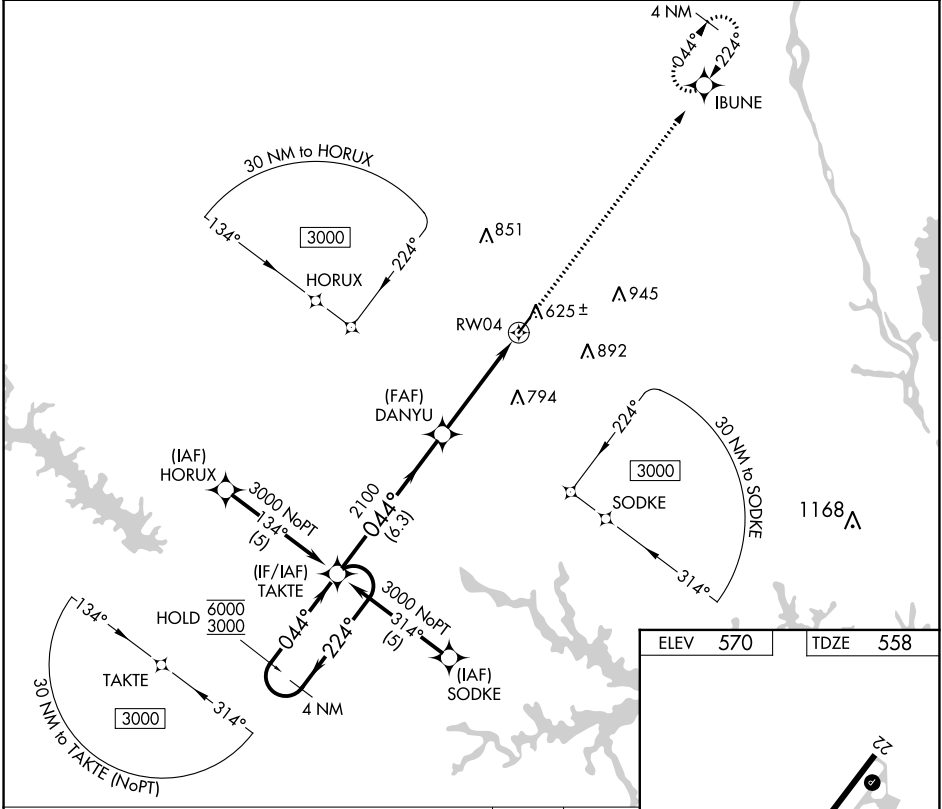 4 NM
044°
224°
IBUNE
30 NM to HORUX
134°
3000
224°
HORUX
851
945
RW04
625±
892
794
(FAF)
DANYU
224°
30 NM to SODKE
3000
SODKE
314°
1168
(IAF)
HORUX
3000 NoPT
134°
(5)
2100
044°
(6.3)
(IF/IAF)
TAKTE
3000 NoPT
314°
(5)
HOLD 6000
3000
044°
224°
4 NM
(IAF)
SODKE
134°
TAKTE
314°
3000
30 NM to TAKTE (NoPT)
ELEV 570
TDZE 558
22
P